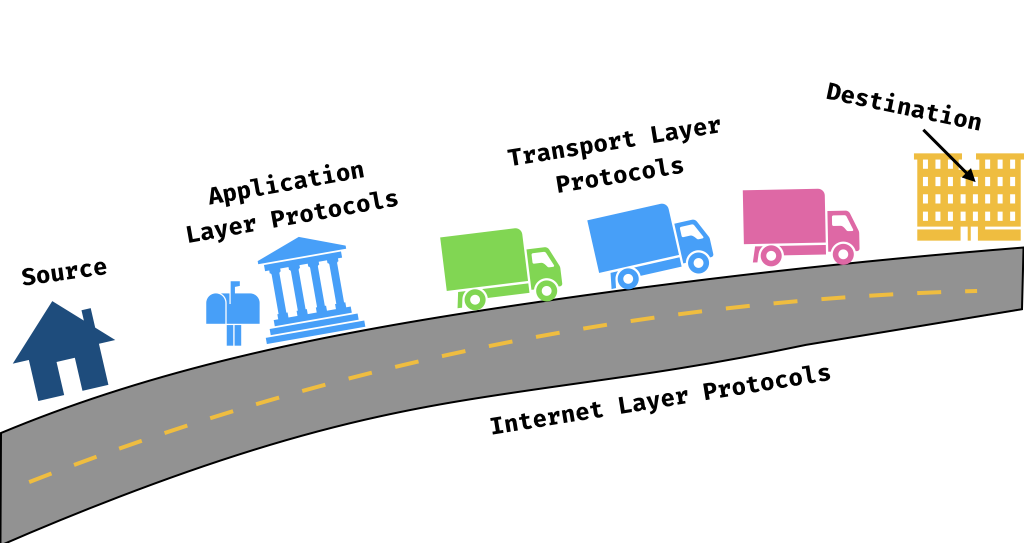 Source
Application
Layer Protocols
Transport Layer
Protocols
Destination
Internet Layer Protocols